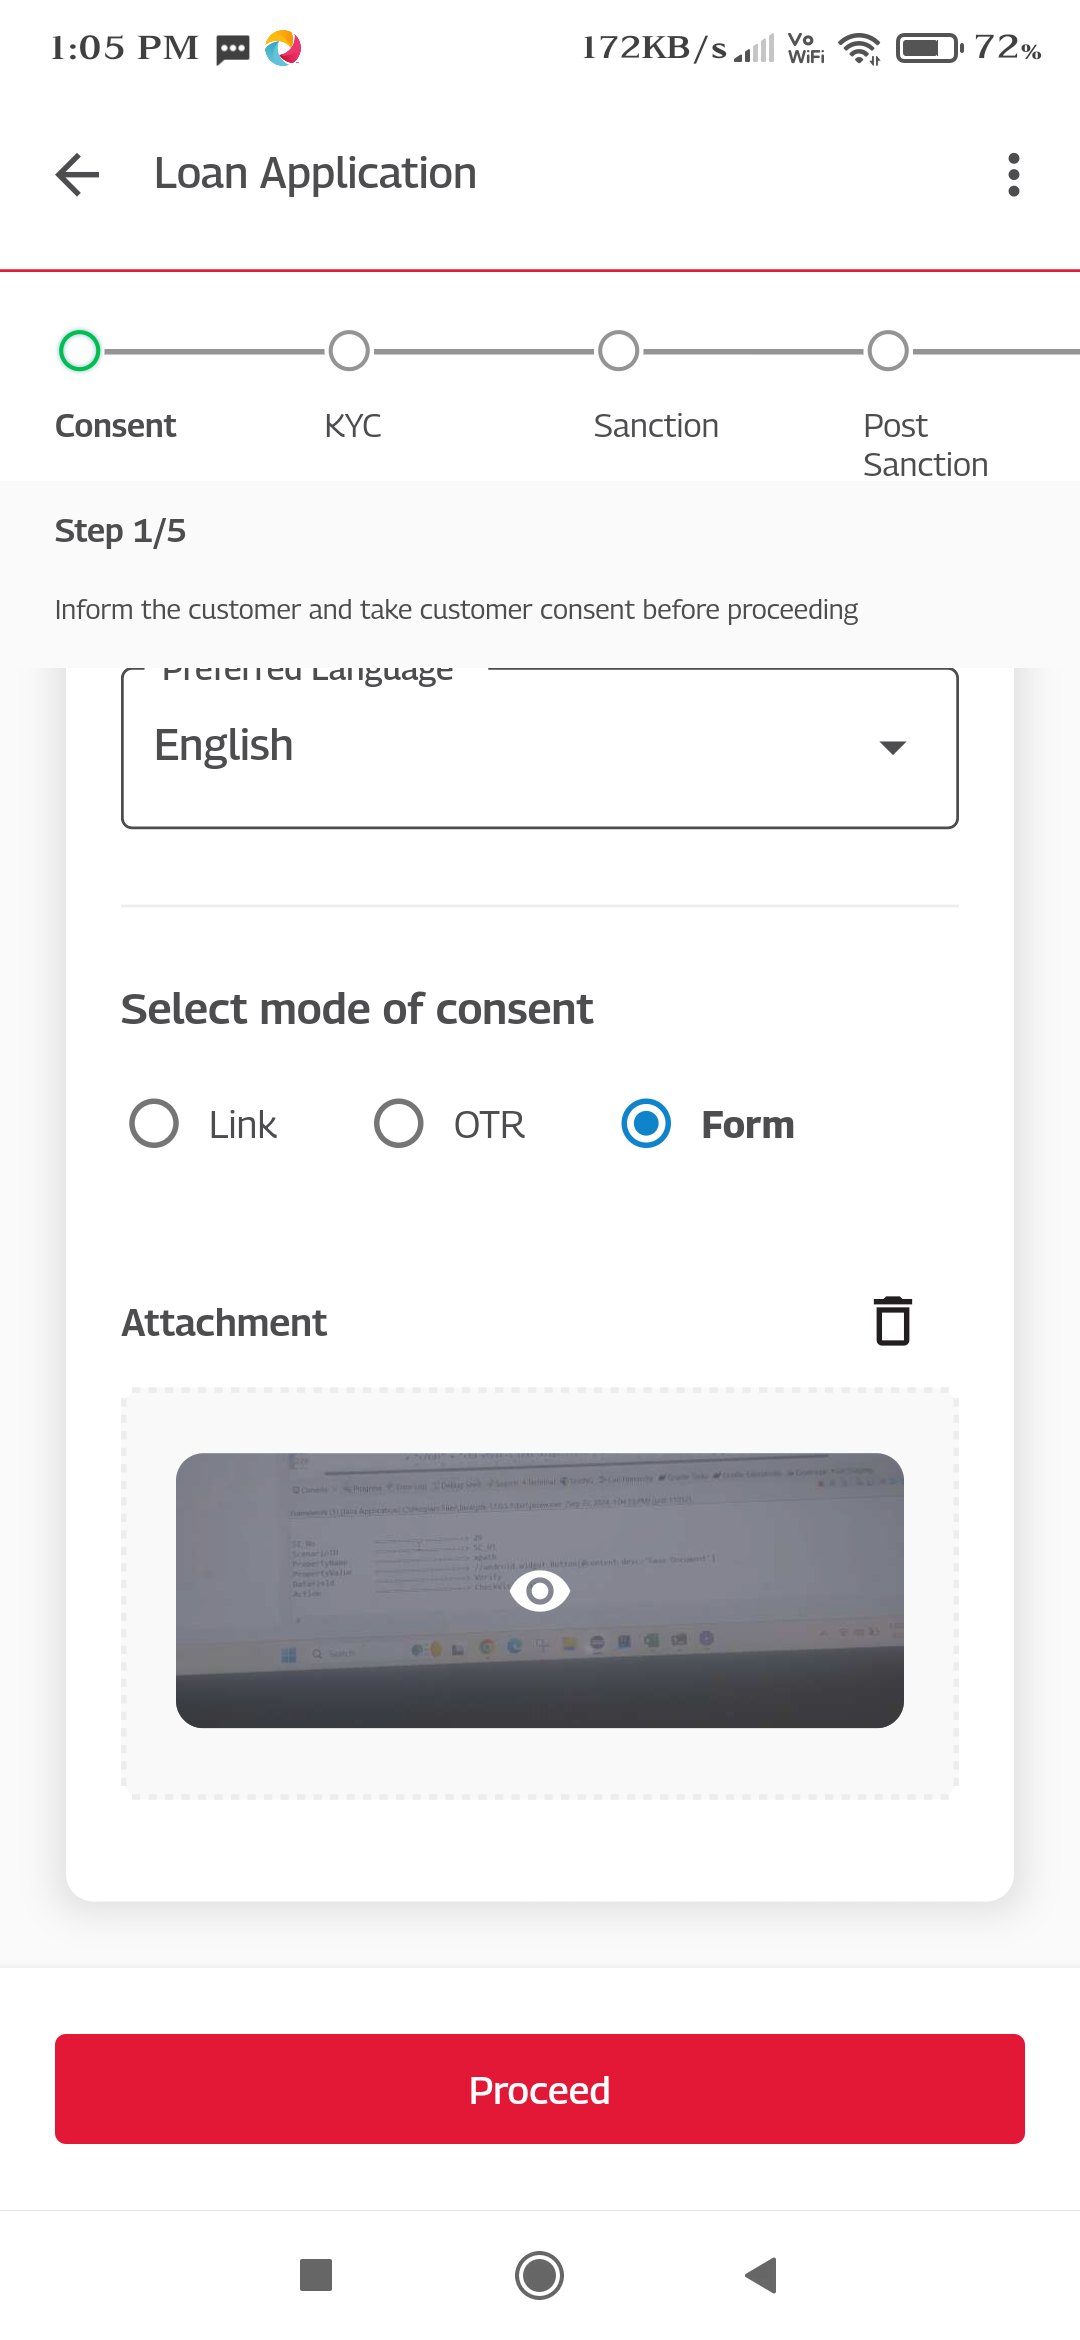 1:05 PM 172KB/s Vo WiFi 72%
Loan Application
Consent KYC Sanction Post Sanction
Step 1/5
Inform the customer and take customer consent before proceeding
Preferred Language
English
Select mode of consent
Link OTR Form
Attachment
Search
Proceed